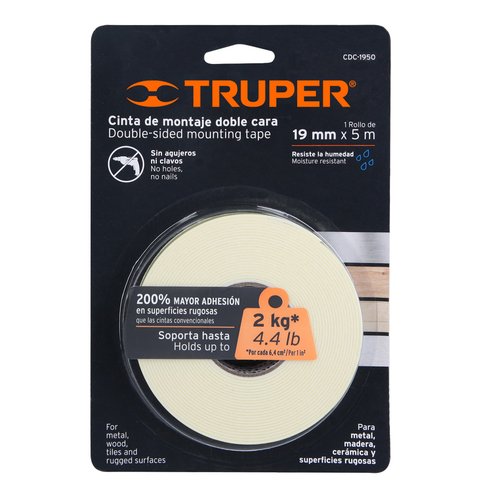 CDC-1950
TRUPER®
Cinta de montaje doble cara
Double-sided mounting tape
1 Rollo de
19 mm x 5 m
Sin agujeros
ni clavos
No holes,
no nails
Resiste la humedad
Moisture resistant
200% MAYOR ADHESIÓN
en superficies rugosas
que las cintas convencionales
Soporta hasta
Holds up to
2 kg*
4.4 lb
*Por cada 6,4 cm²/Par 1 in²
For
metal,
wood,
tiles and
rugged surfaces
Para
metal,
madera,
cerámica y
superficies rugosas